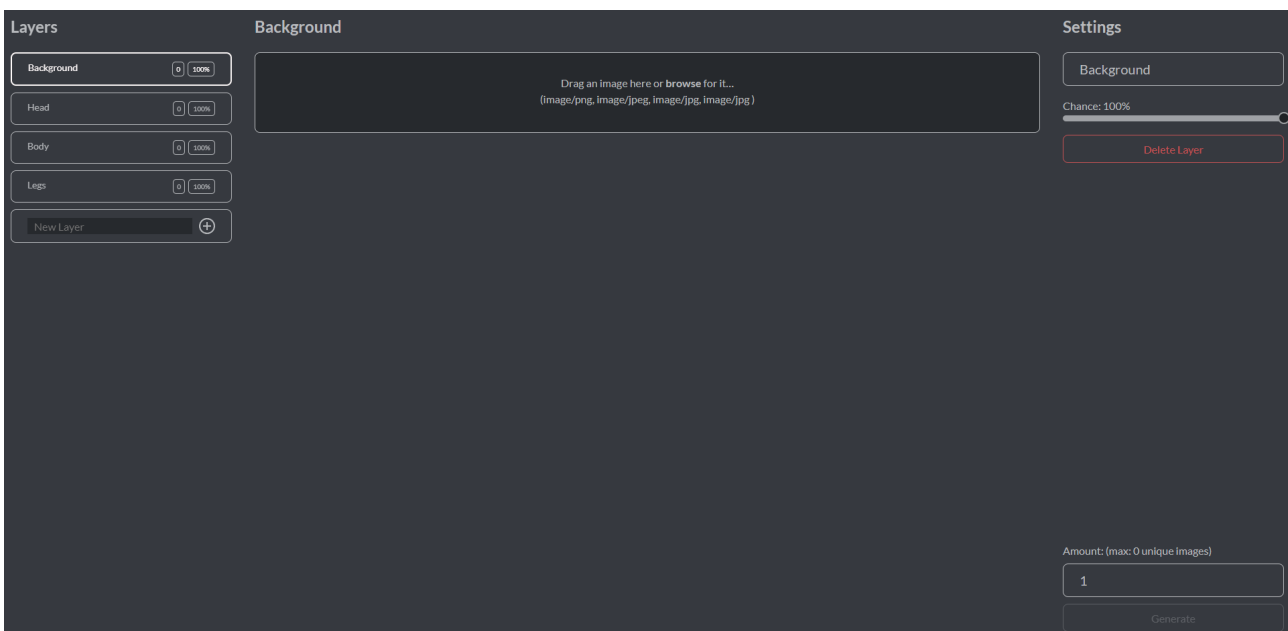 Layers
Background
0 100%
Head
0 100%
Body
0 100%
Legs
0 100%
New Layer
Background
Drag an image here or browse for it...
(image/png, image/jpeg, image/jpg, image/jpg )
Settings
Background
Chance: 100%
Delete Layer
Amount: (max: 0 unique images)
1
Generate